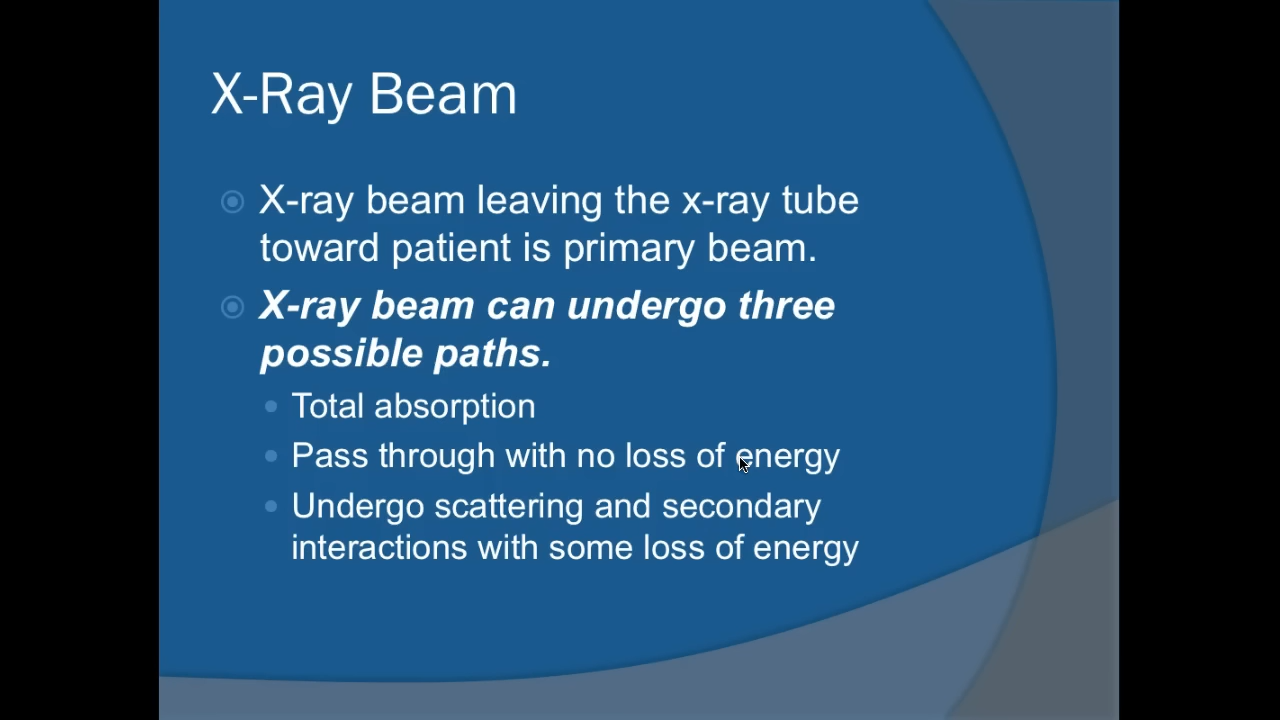 X-Ray Beam
X-ray beam leaving the x-ray tube
toward patient is primary beam.
X-ray beam can undergo three
possible paths.
Total absorption
Pass through with no loss of energy
Undergo scattering and secondary
interactions with some loss of energy